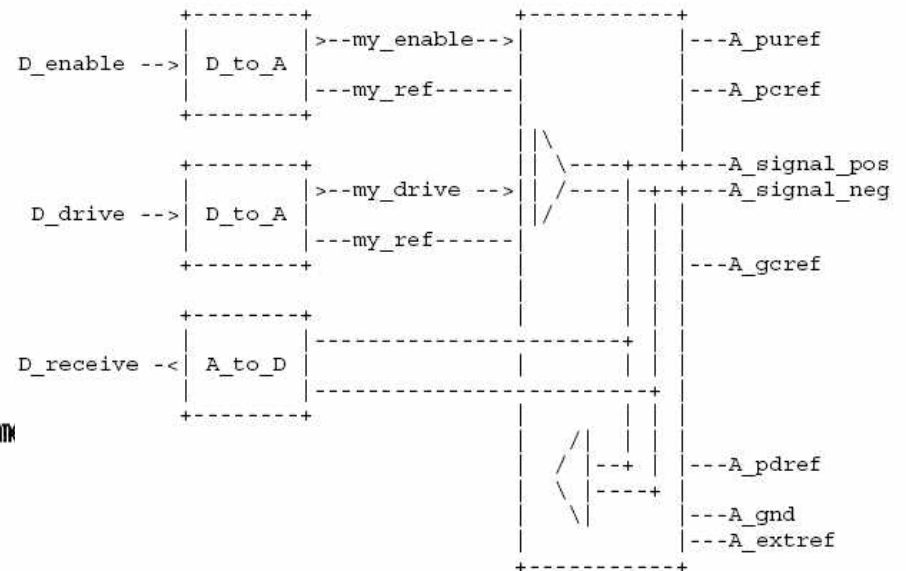 >---my_enable--> ---A_puref
D_enable --> D_to_A
---my_ref------ ---A_pcref
---A_signal_pos
>---my_drive --> ---A_signal_neg
D_drive --> D_to_A
---my_ref------
---A_gcref
D_receive -< A_to_D
---A_pdref
---A_gnd
---A_extref